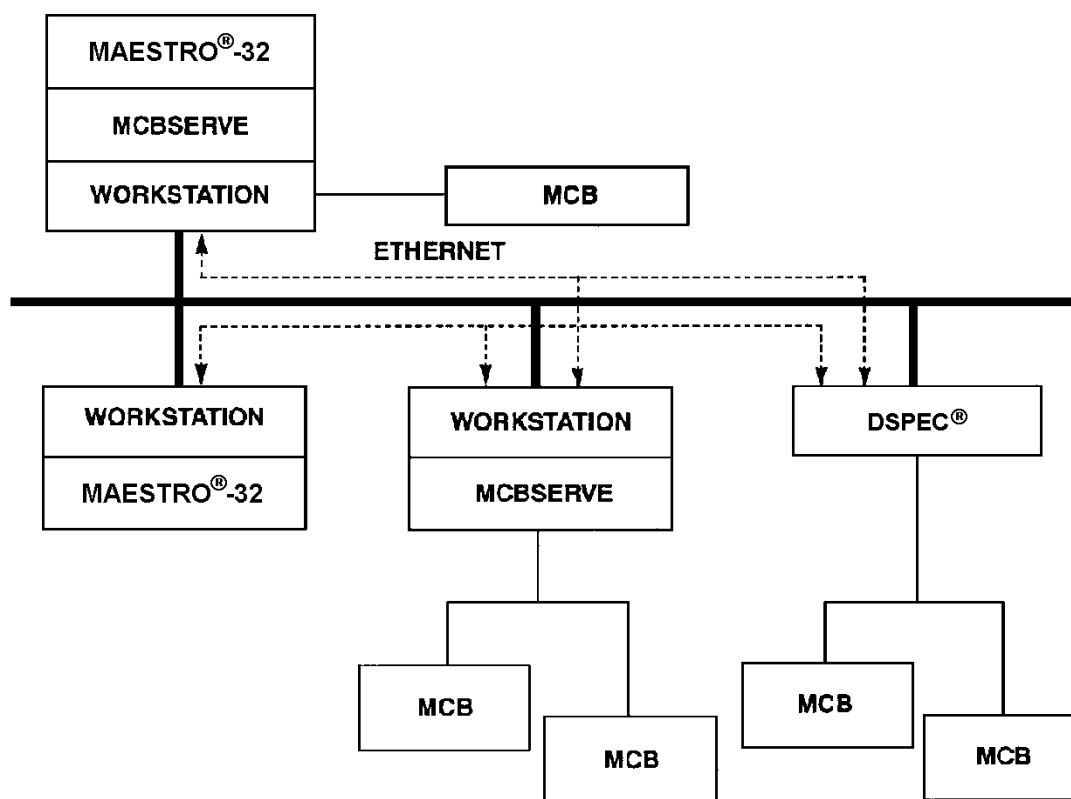 MAESTRO®-32
MCBSERVE
WORKSTATION
MCB
ETHERNET
WORKSTATION
MAESTRO®-32
WORKSTATION
MCBSERVE
DSPEC®
MCB
MCB
MCB
MCB